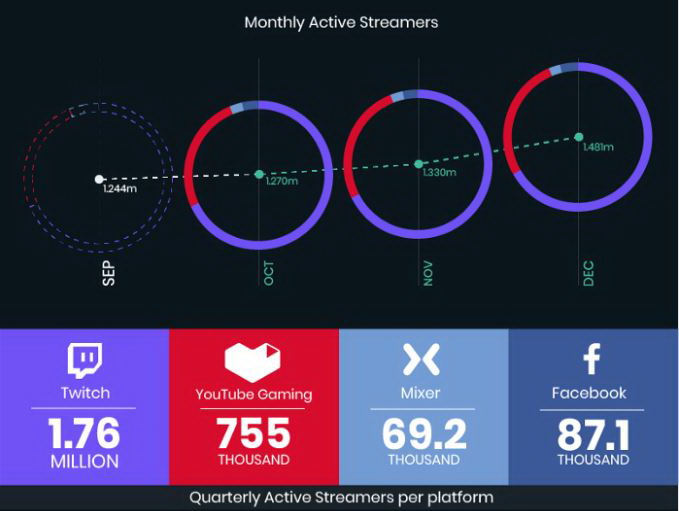 Monthly Active Streamers
1.244m
1.270m
1.330m
1.481m
SEP
OCT
NOV
DEC
Twitch
1.76
MILLION
YouTube Gaming
755
THOUSAND
Mixer
69.2
THOUSAND
Facebook
87.1
THOUSAND
Quarterly Active Streamers per platform